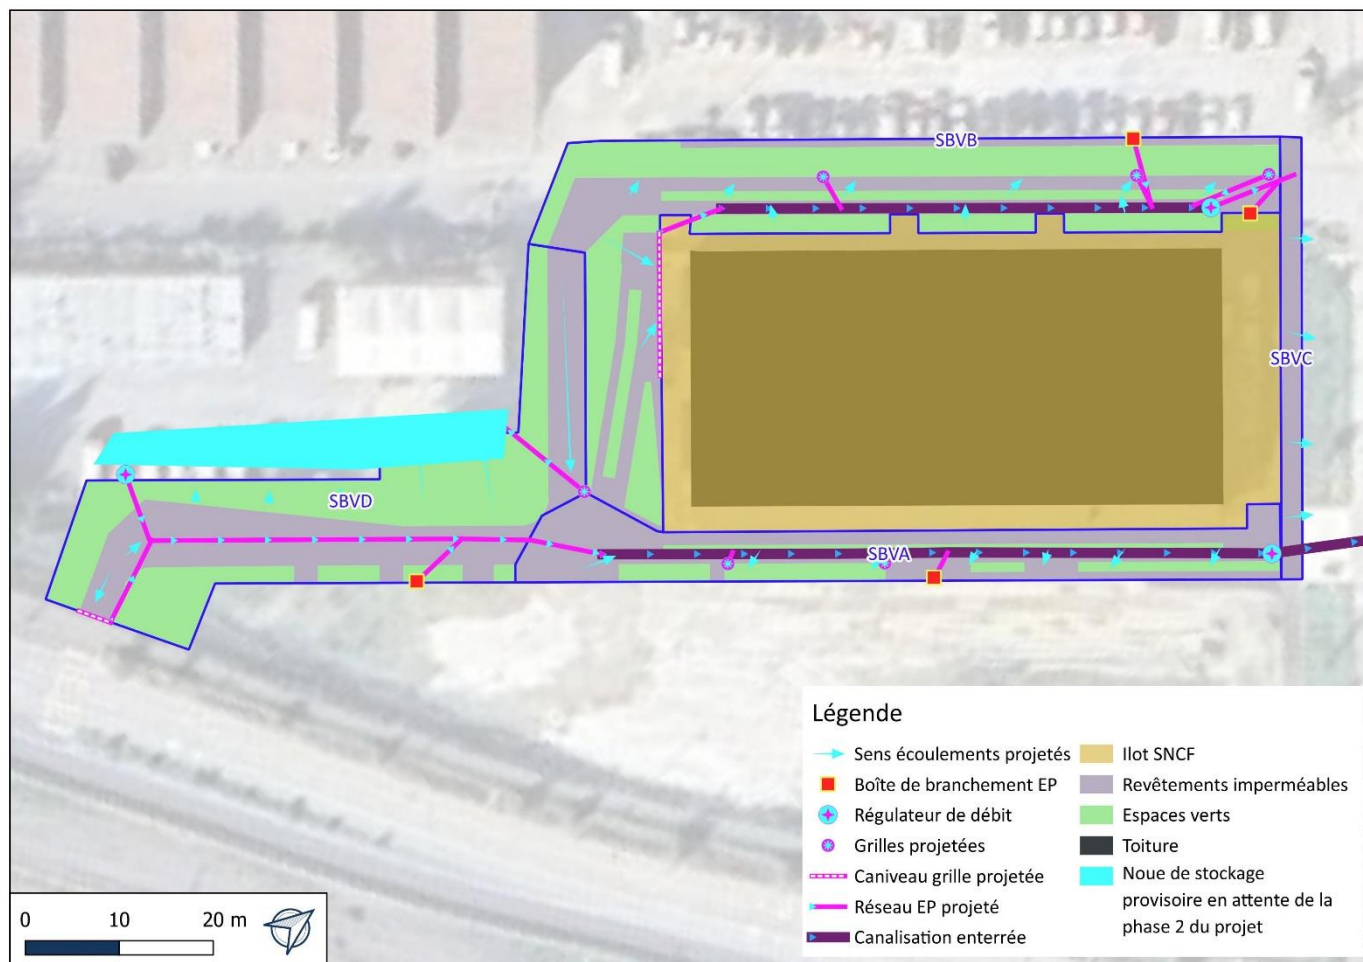 SBVB
SBVC
SBVD
SBVA
Légende
Sens écoulements projetés
Boîte de branchement EP
Régulateur de débit
Grilles projetées
Caniveau grille projetée
Réseau EP projeté
Canalisation enterrée
Ilot SNCF
Revêtements imperméables
Espaces verts
Toiture
Noue de stockage
provisoire en attente de la
phase 2 du projet
0 10 20 m